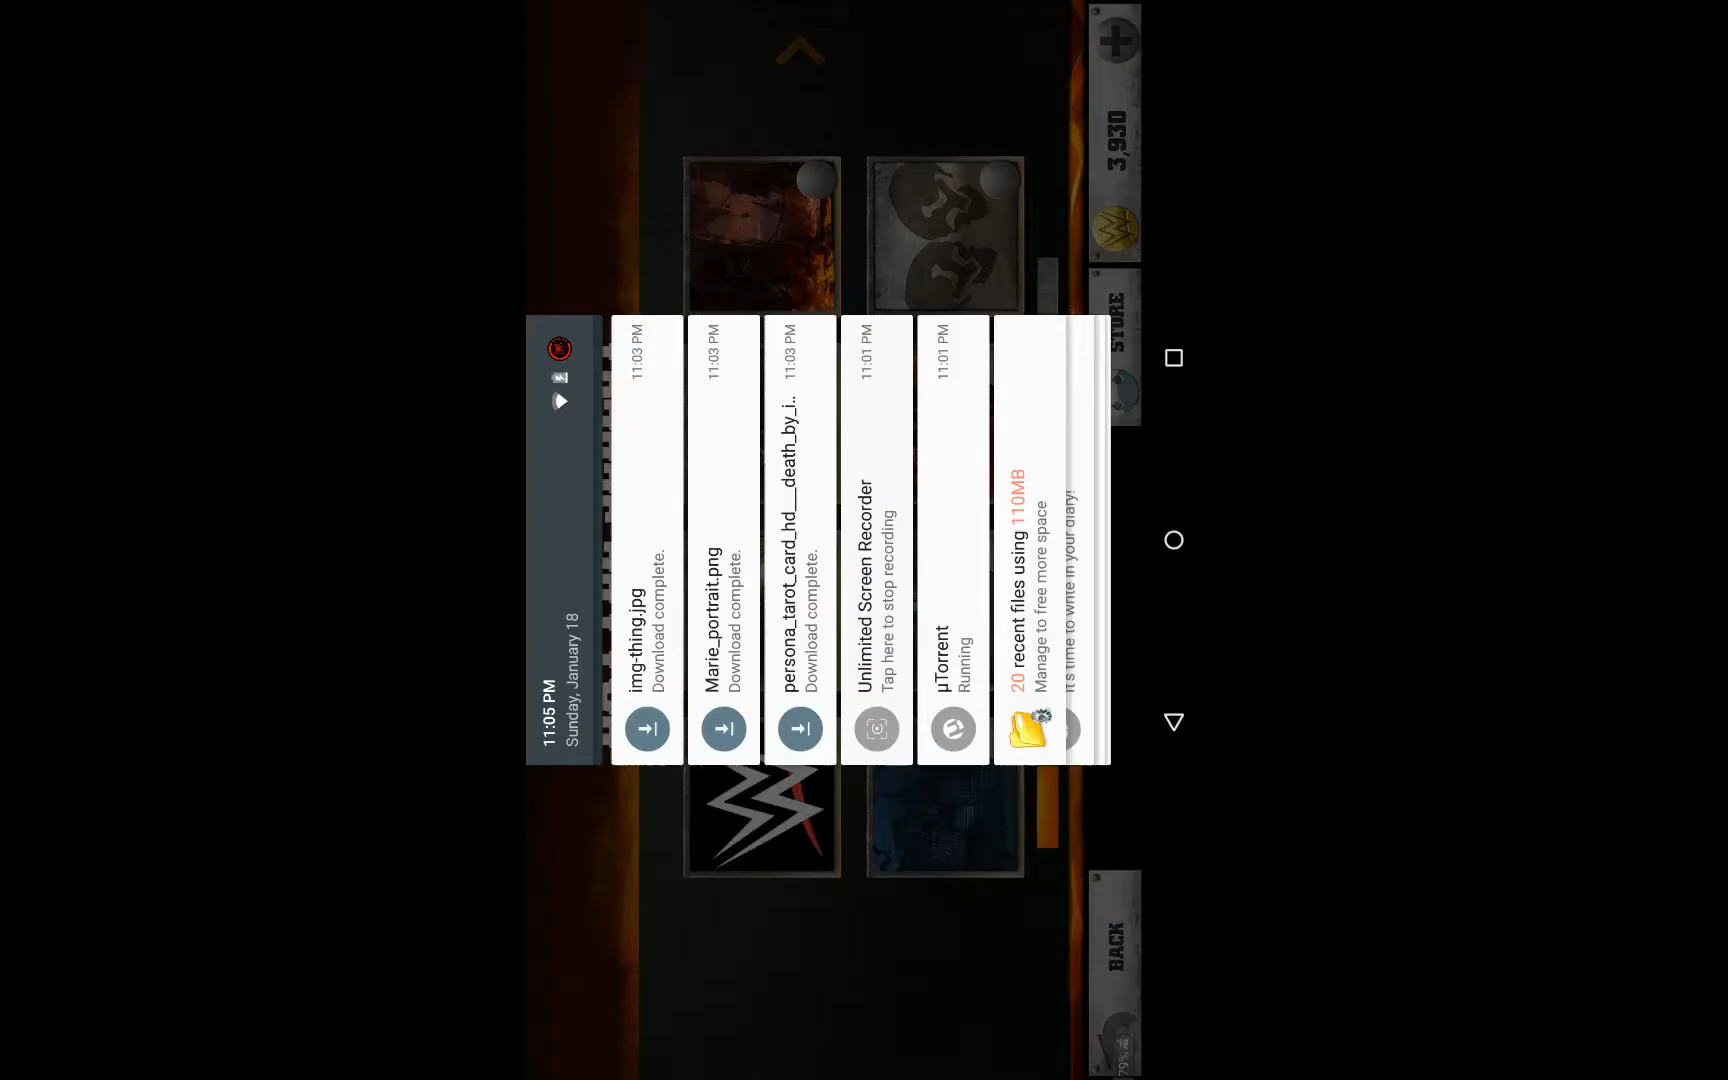 11:05 PM
Sunday, January 18
img-thing.jpg
11:03 PM
Download complete.
Marie_portrait.png
11:03 PM
Download complete.
persona_tarot_card_hd___death_by_i..
11:03 PM
Download complete.
Unlimited Screen Recorder
11:01 PM
Tap here to stop recording
µTorrent
11:01 PM
Running
20 recent files using 110MB
Manage to free more space
It's time to write in your diary!
79%
BACK
STORE
3,930